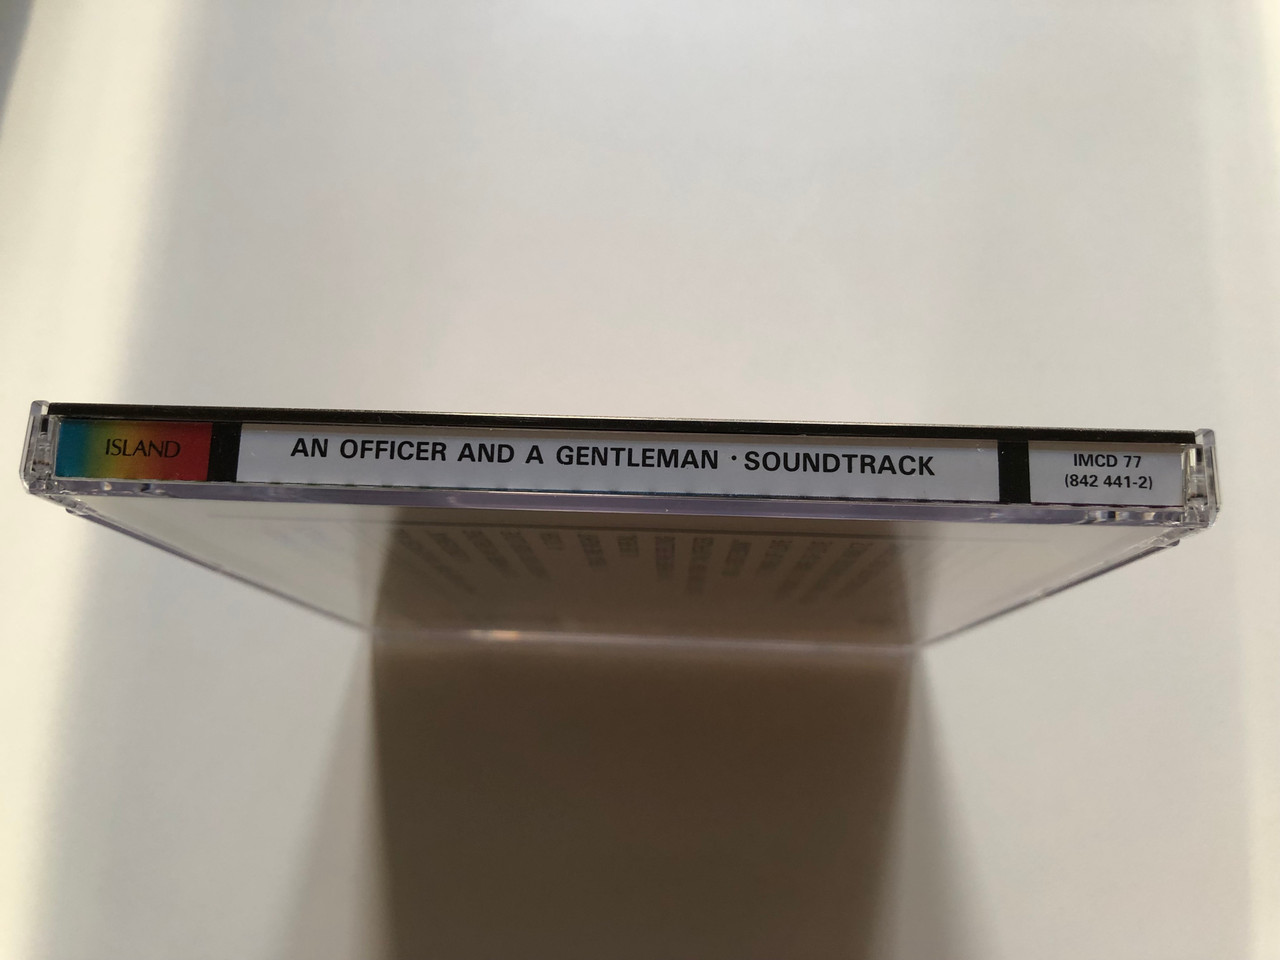 ISLAND
AN OFFICER AND A GENTLEMAN · SOUNDTRACK
IMCD 77
(842 441-2)